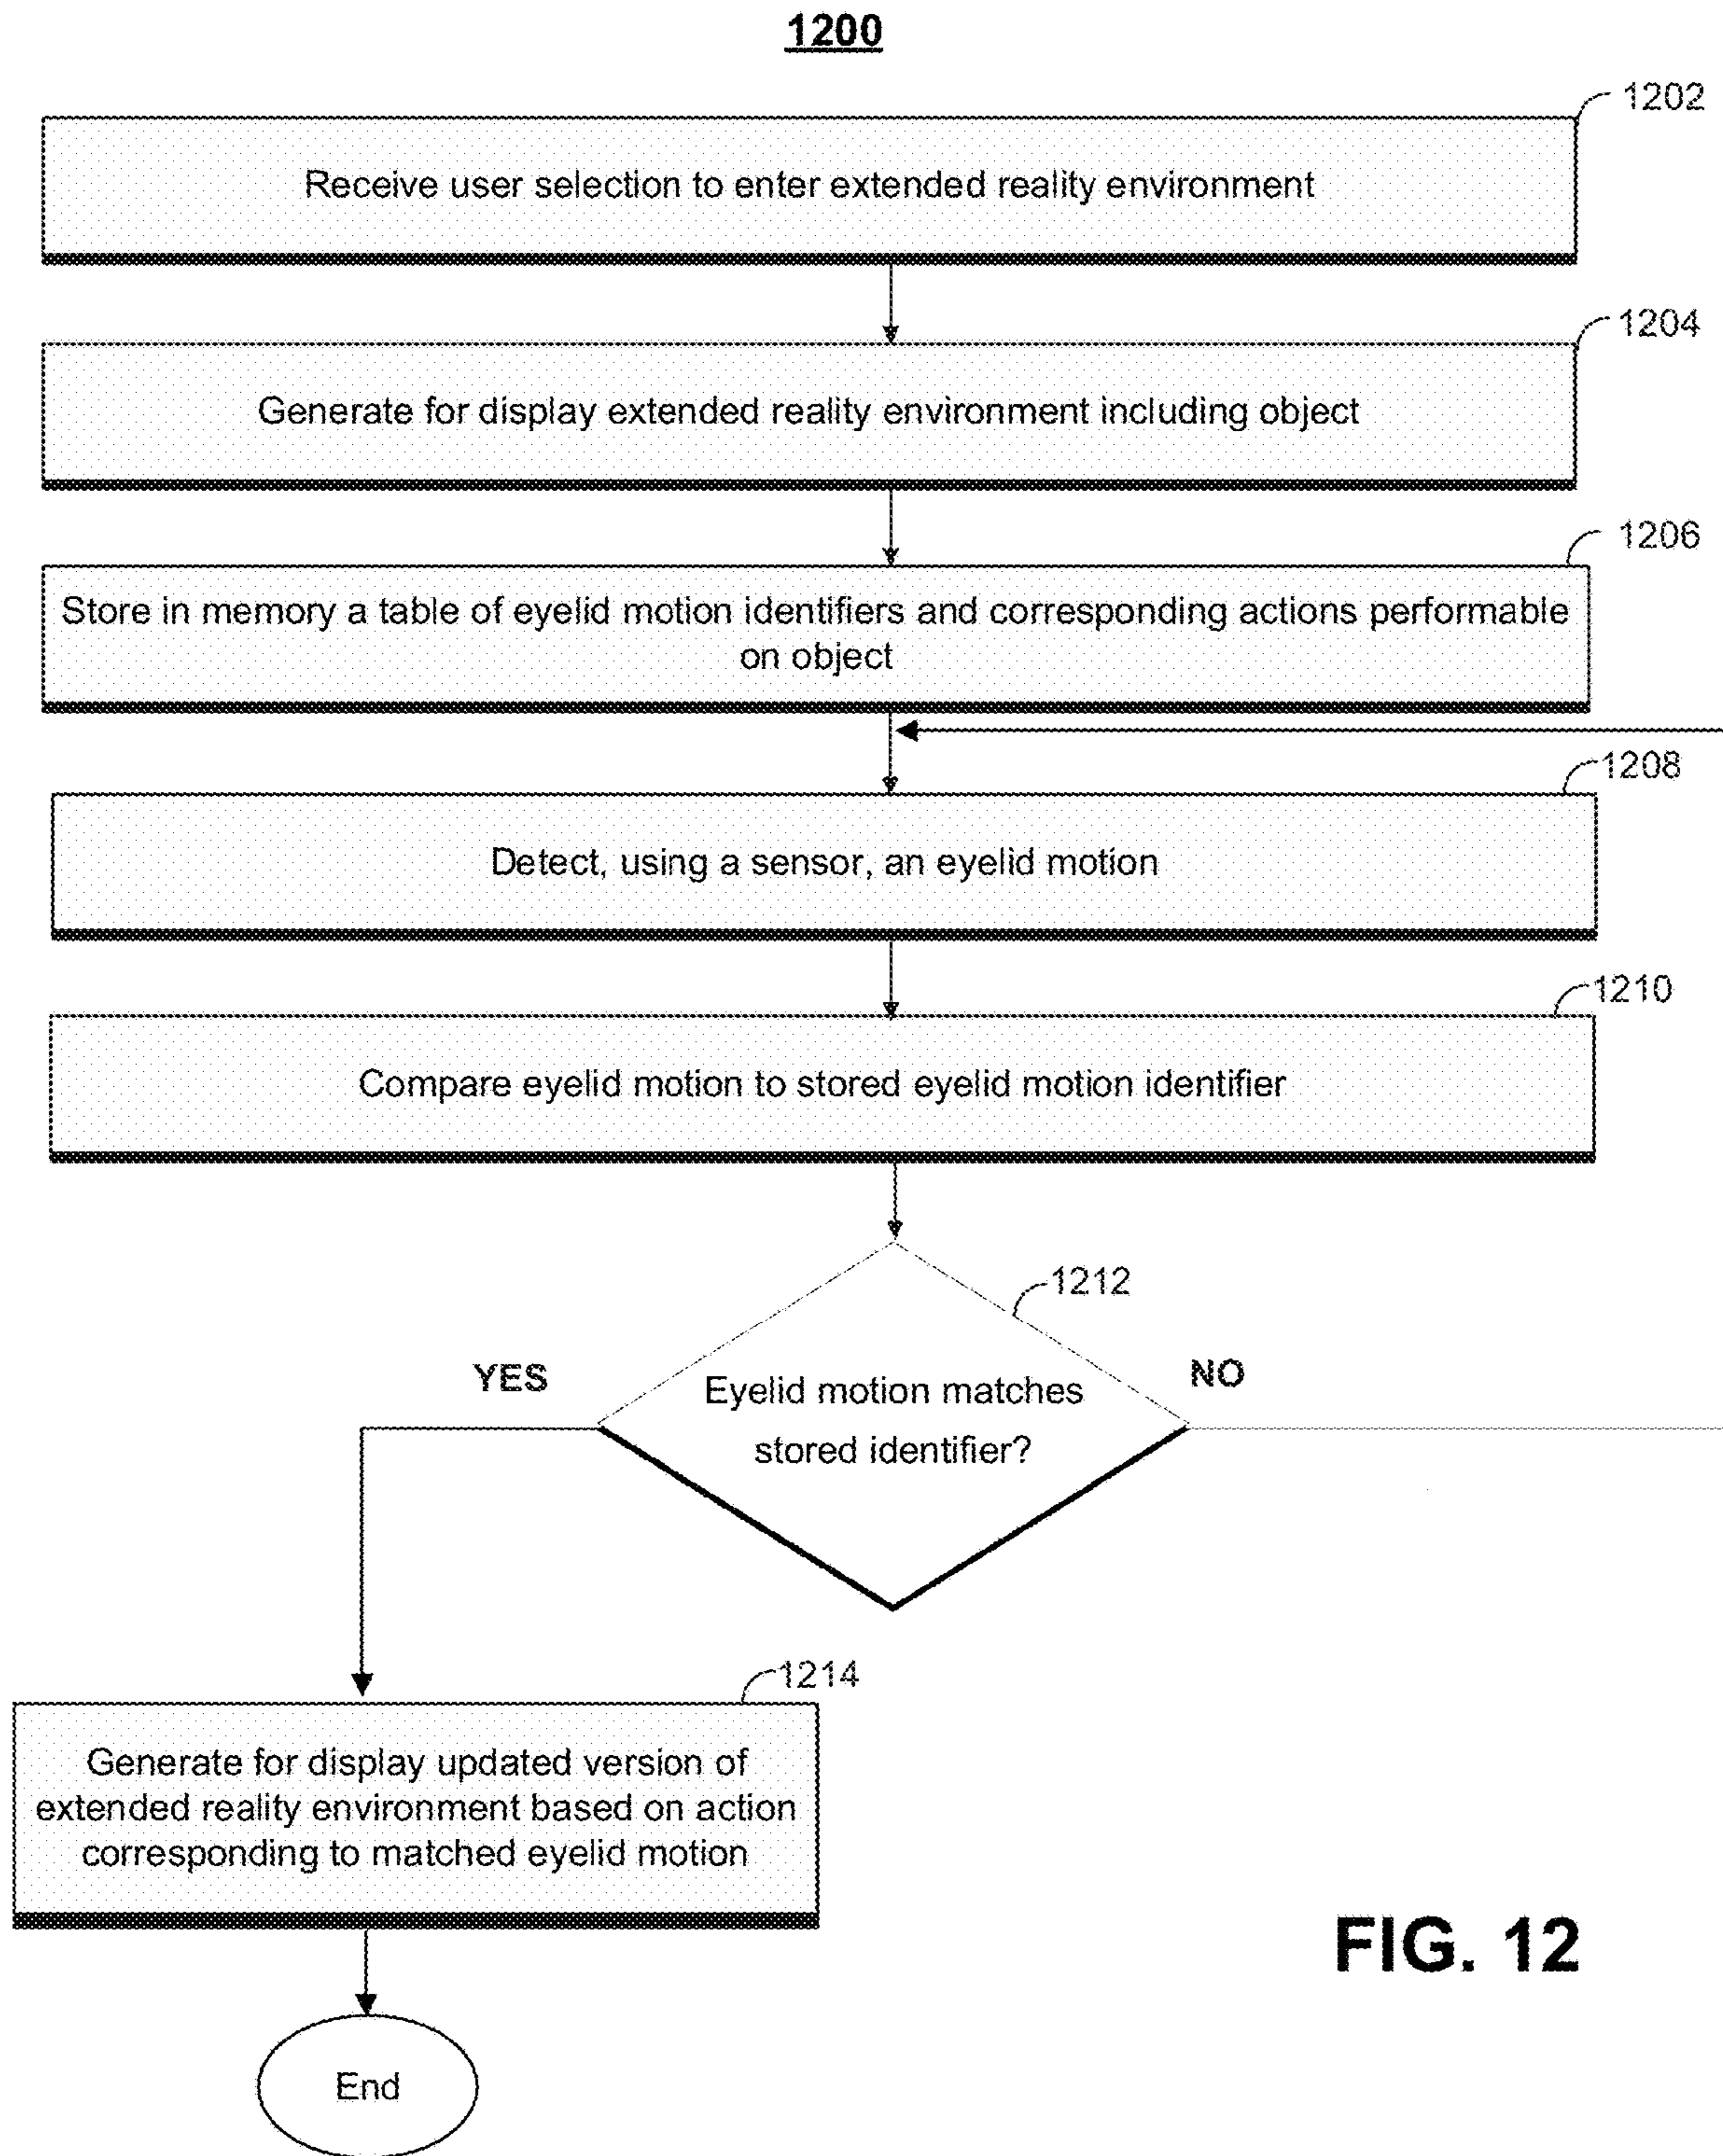 1200
1202
Receive user selection to enter extended reality environment
1204
Generate for display extended reality environment including object
1206
Store in memory a table of eyelid motion identifiers and corresponding actions performable
on object
1208
Detect, using a sensor, an eyelid motion
1210
Compare eyelid motion to stored eyelid motion identifier
1212
YES
NO
Eyelid motion matches
stored identifier?
1214
Generate for display updated version of
extended reality environment based on action
corresponding to matched eyelid motion
FIG. 12
End